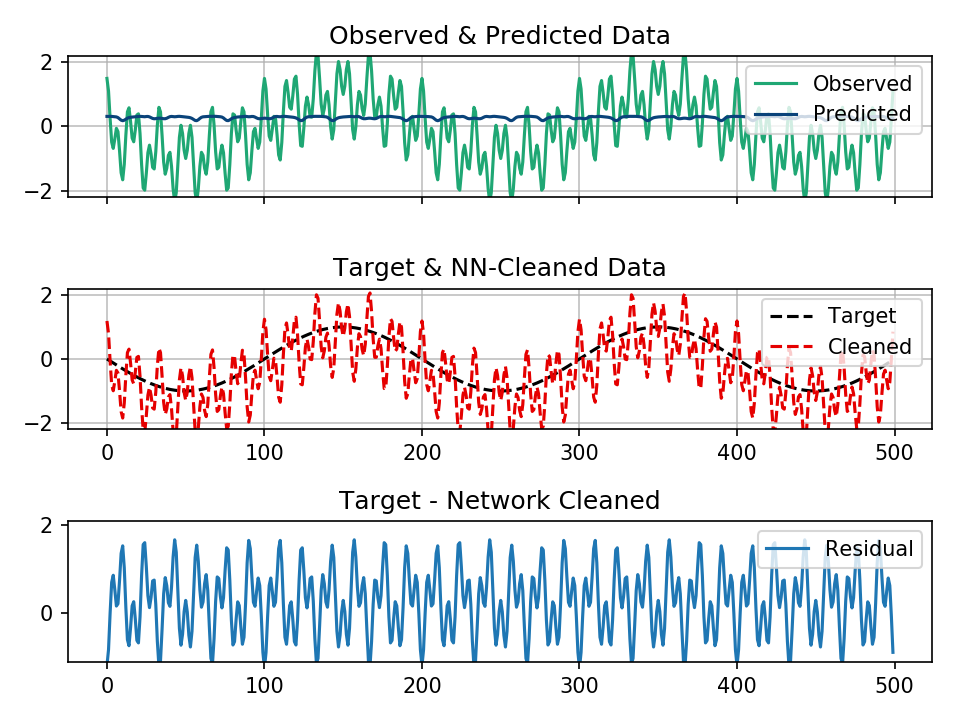 Observed & Predicted Data
2
0
−2
Observed
Predicted
Target & NN-Cleaned Data
2
0
−2
Target
Cleaned
0 100 200 300 400 500
Target - Network Cleaned
2
0
Residual
0 100 200 300 400 500